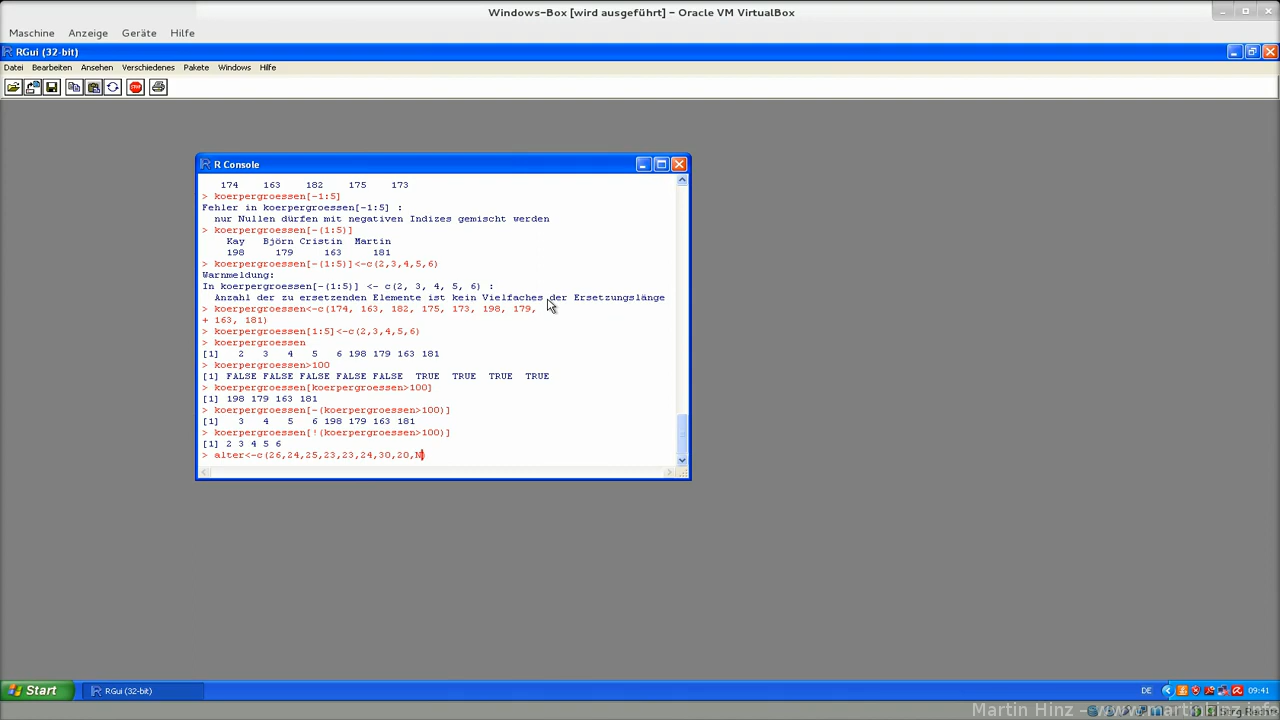 Windows-Box [wird ausgeführt] - Oracle VM VirtualBox
Maschine Anzeige Geräte Hilfe
RGui (32-bit)
Datei Bearbeiten Ansehen Verschiedenes Pakete Windows Hilfe
STOP
R Console
174 163 182 175 173
> koerpergroessen[-1:5]
Fehler in koerpergroessen[-1:5] :
nur Nullen dürfen mit negativen Indizes gemischt werden
> koerpergroessen[-(1:5)]
Kay Björn Cristin Martin
198 179 163 181
> koerpergroessen[-(1:5)]<-c(2,3,4,5,6)
Warnmeldung:
In koerpergroessen[-(1:5)] <- c(2, 3, 4, 5, 6) :
Anzahl der zu ersetzenden Elemente ist kein Vielfaches der Ersetzungslänge
> koerpergroessen<-c(174, 163, 182, 175, 173, 198, 179,
+ 163, 181)
> koerpergroessen[1:5]<-c(2,3,4,5,6)
> koerpergroessen
[1] 2 3 4 5 6 198 179 163 181
> koerpergroessen>100
[1] FALSE FALSE FALSE FALSE FALSE TRUE TRUE TRUE TRUE
> koerpergroessen[koerpergroessen>100]
[1] 198 179 163 181
> koerpergroessen[-(koerpergroessen>100)]
[1] 3 4 5 6 198 179 163 181
> koerpergroessen[!(koerpergroessen>100)]
[1] 2 3 4 5 6
> alter<-c(26,24,25,23,23,24,30,20,N)
Start RGui (32-bit) DE 09:41
Martin Hinz - www.martinhinz.info